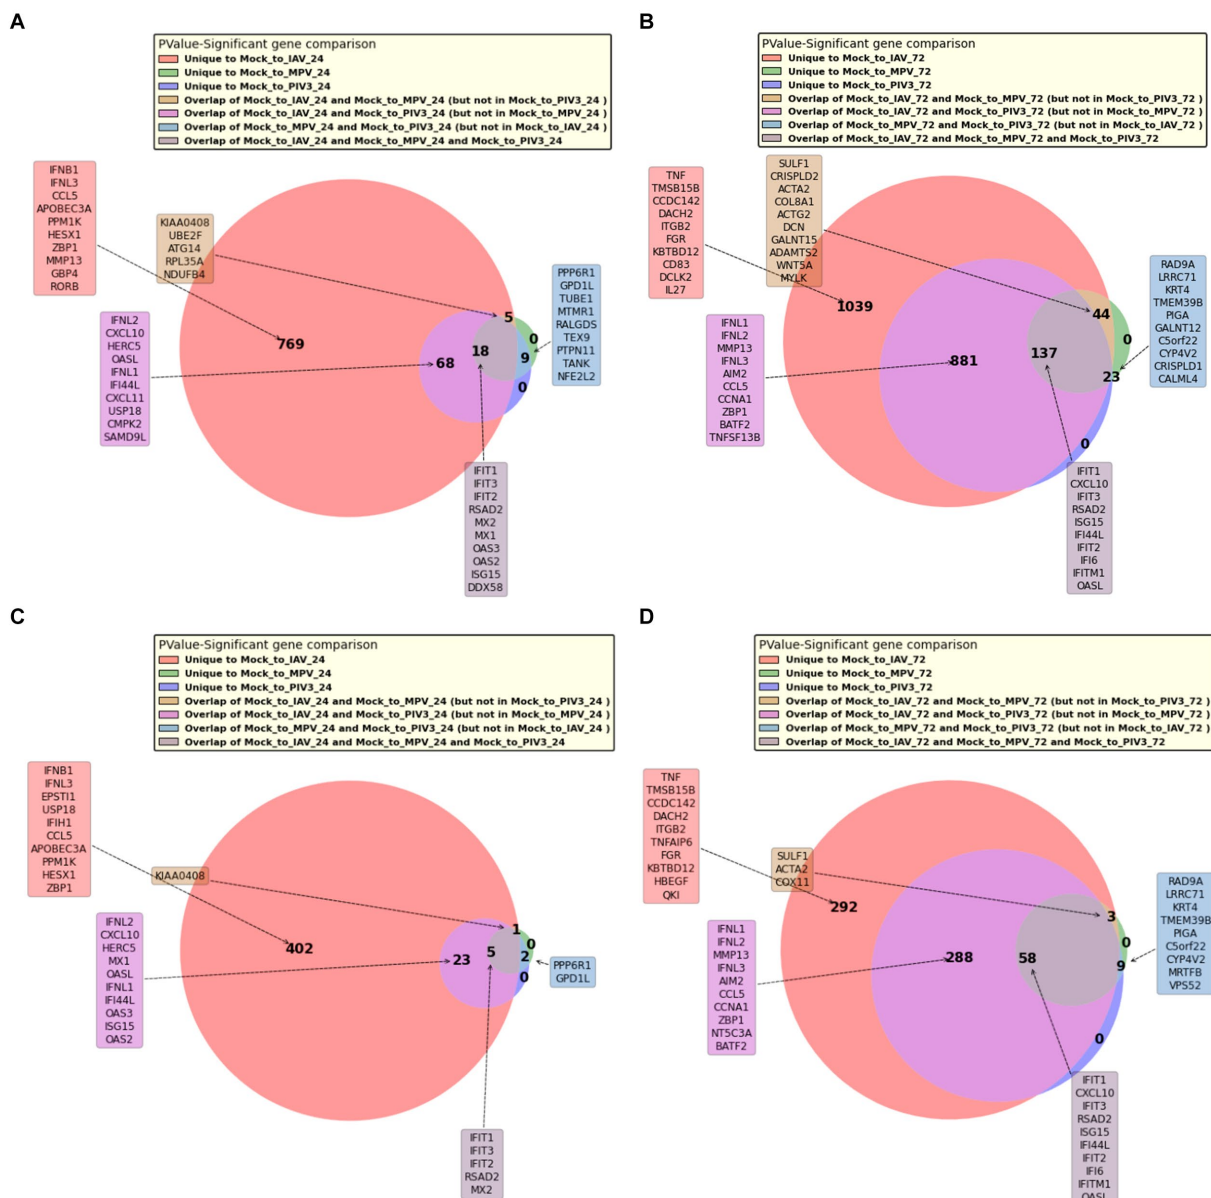 A
PValue-Significant gene comparison
Unique to Mock_to_IAV_24
Unique to Mock_to_MPV_24
Unique to Mock_to_PIV3_24
Overlap of Mock_to_IAV_24 and Mock_to_MPV_24 (but not in Mock_to_PIV3_24 )
Overlap of Mock_to_IAV_24 and Mock_to_PIV3_24 (but not in Mock_to_MPV_24 )
Overlap of Mock_to_MPV_24 and Mock_to_PIV3_24 (but not in Mock_to_IAV_24 )
Overlap of Mock_to_IAV_24 and Mock_to_MPV_24 and Mock_to_PIV3_24
IFNB1
IFNL3
CCL5
APOBEC3A
PPM1K
HESX1
ZBP1
MMP13
GBP4
RORB
KIAA0408
UBE2F
ATG14
RPL35A
NDUFB4
IFNL2
CXCL10
HERC5
OASL
IFNL1
IFI44L
CXCL11
USP18
CMPK2
SAMD9L
769
68
18
5
0
9
0
PPP6R1
GPD1L
TUBE1
MTMR1
RALGDS
TEX9
PTPN11
TANK
NFE2L2
IFIT1
IFIT3
IFIT2
RSAD2
MX2
MX1
OAS3
OAS2
ISG15
DDX58
B
PValue-Significant gene comparison
Unique to Mock_to_IAV_72
Unique to Mock_to_MPV_72
Unique to Mock_to_PIV3_72
Overlap of Mock_to_IAV_72 and Mock_to_MPV_72 (but not in Mock_to_PIV3_72 )
Overlap of Mock_to_IAV_72 and Mock_to_PIV3_72 (but not in Mock_to_MPV_72 )
Overlap of Mock_to_MPV_72 and Mock_to_PIV3_72 (but not in Mock_to_IAV_72 )
Overlap of Mock_to_IAV_72 and Mock_to_MPV_72 and Mock_to_PIV3_72
TNF
TMSB15B
CCDC142
DACH2
ITGB2
FGR
KBTBD12
CD83
DCLK2
IL27
SULF1
CRISPLD2
ACTA2
COL8A1
ACTG2
DCN
GALNT15
ADAMTS2
WNT5A
MYLK
IFNL1
IFNL2
MMP13
IFNL3
AIM2
CCL5
CCNA1
ZBP1
BATF2
TNFSF13B
1039
881
137
44
0
23
0
RAD9A
LRRC71
KRT4
TMEM39B
PIGA
GALNT12
C5orf22
CYP4V2
CRISPLD1
CALML4
IFIT1
CXCL10
IFIT3
RSAD2
ISG15
IFI44L
IFIT2
IFI6
IFITM1
OASL
C
PValue-Significant gene comparison
Unique to Mock_to_IAV_24
Unique to Mock_to_MPV_24
Unique to Mock_to_PIV3_24
Overlap of Mock_to_IAV_24 and Mock_to_MPV_24 (but not in Mock_to_PIV3_24 )
Overlap of Mock_to_IAV_24 and Mock_to_PIV3_24 (but not in Mock_to_MPV_24 )
Overlap of Mock_to_MPV_24 and Mock_to_PIV3_24 (but not in Mock_to_IAV_24 )
Overlap of Mock_to_IAV_24 and Mock_to_MPV_24 and Mock_to_PIV3_24
IFNB1
IFNL3
EPSTI1
USP18
IFIH1
CCL5
APOBEC3A
PPM1K
HESX1
ZBP1
KIAA0408
IFNL2
CXCL10
HERC5
MX1
OASL
IFNL1
IFI44L
OAS3
ISG15
OAS2
402
23
5
1
0
2
0
PPP6R1
GPD1L
IFIT1
IFIT3
IFIT2
RSAD2
MX2
D
PValue-Significant gene comparison
Unique to Mock_to_IAV_72
Unique to Mock_to_MPV_72
Unique to Mock_to_PIV3_72
Overlap of Mock_to_IAV_72 and Mock_to_MPV_72 (but not in Mock_to_PIV3_72 )
Overlap of Mock_to_IAV_72 and Mock_to_PIV3_72 (but not in Mock_to_MPV_72 )
Overlap of Mock_to_MPV_72 and Mock_to_PIV3_72 (but not in Mock_to_IAV_72 )
Overlap of Mock_to_IAV_72 and Mock_to_MPV_72 and Mock_to_PIV3_72
TNF
TMSB15B
CCDC142
DACH2
ITGB2
TNFAIP6
FGR
KBTBD12
HBEGF
QKI
SULF1
ACTA2
COX11
IFNL1
IFNL2
MMP13
IFNL3
AIM2
CCL5
CCNA1
ZBP1
NT5C3A
BATF2
292
288
58
3
0
9
0
RAD9A
LRRC71
KRT4
TMEM39B
PIGA
C5orf22
CYP4V2
MRTFB
VPS52
IFIT1
CXCL10
IFIT3
RSAD2
ISG15
IFI44L
IFIT2
IFI6
IFITM1
OASL